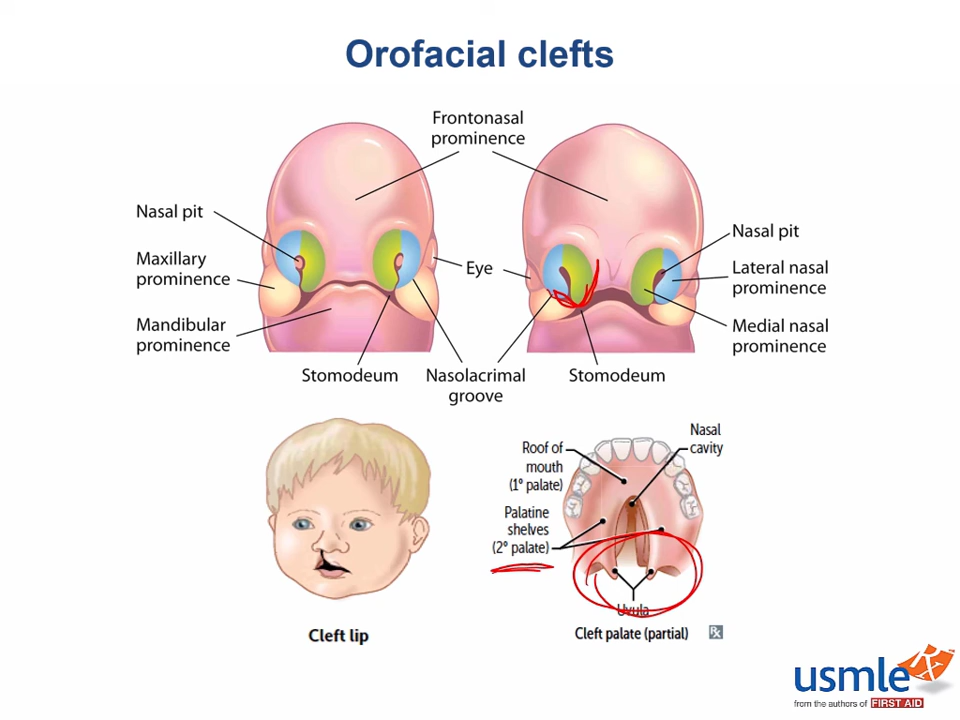 Orofacial clefts
Frontonasal
prominence
Nasal pit
Maxillary
prominence
Mandibular
prominence
Eye
Nasal pit
Lateral nasal
prominence
Medial nasal
prominence
Stomodeum
Nasolacrimal
groove
Stomodeum
Cleft lip
Nasal
cavity
Roof of
mouth
(1° palate)
Palatine
shelves
(2° palate)
Uvula
Cleft palate (partial)
Rx
usmle
Rx
from the authors of FIRST AID